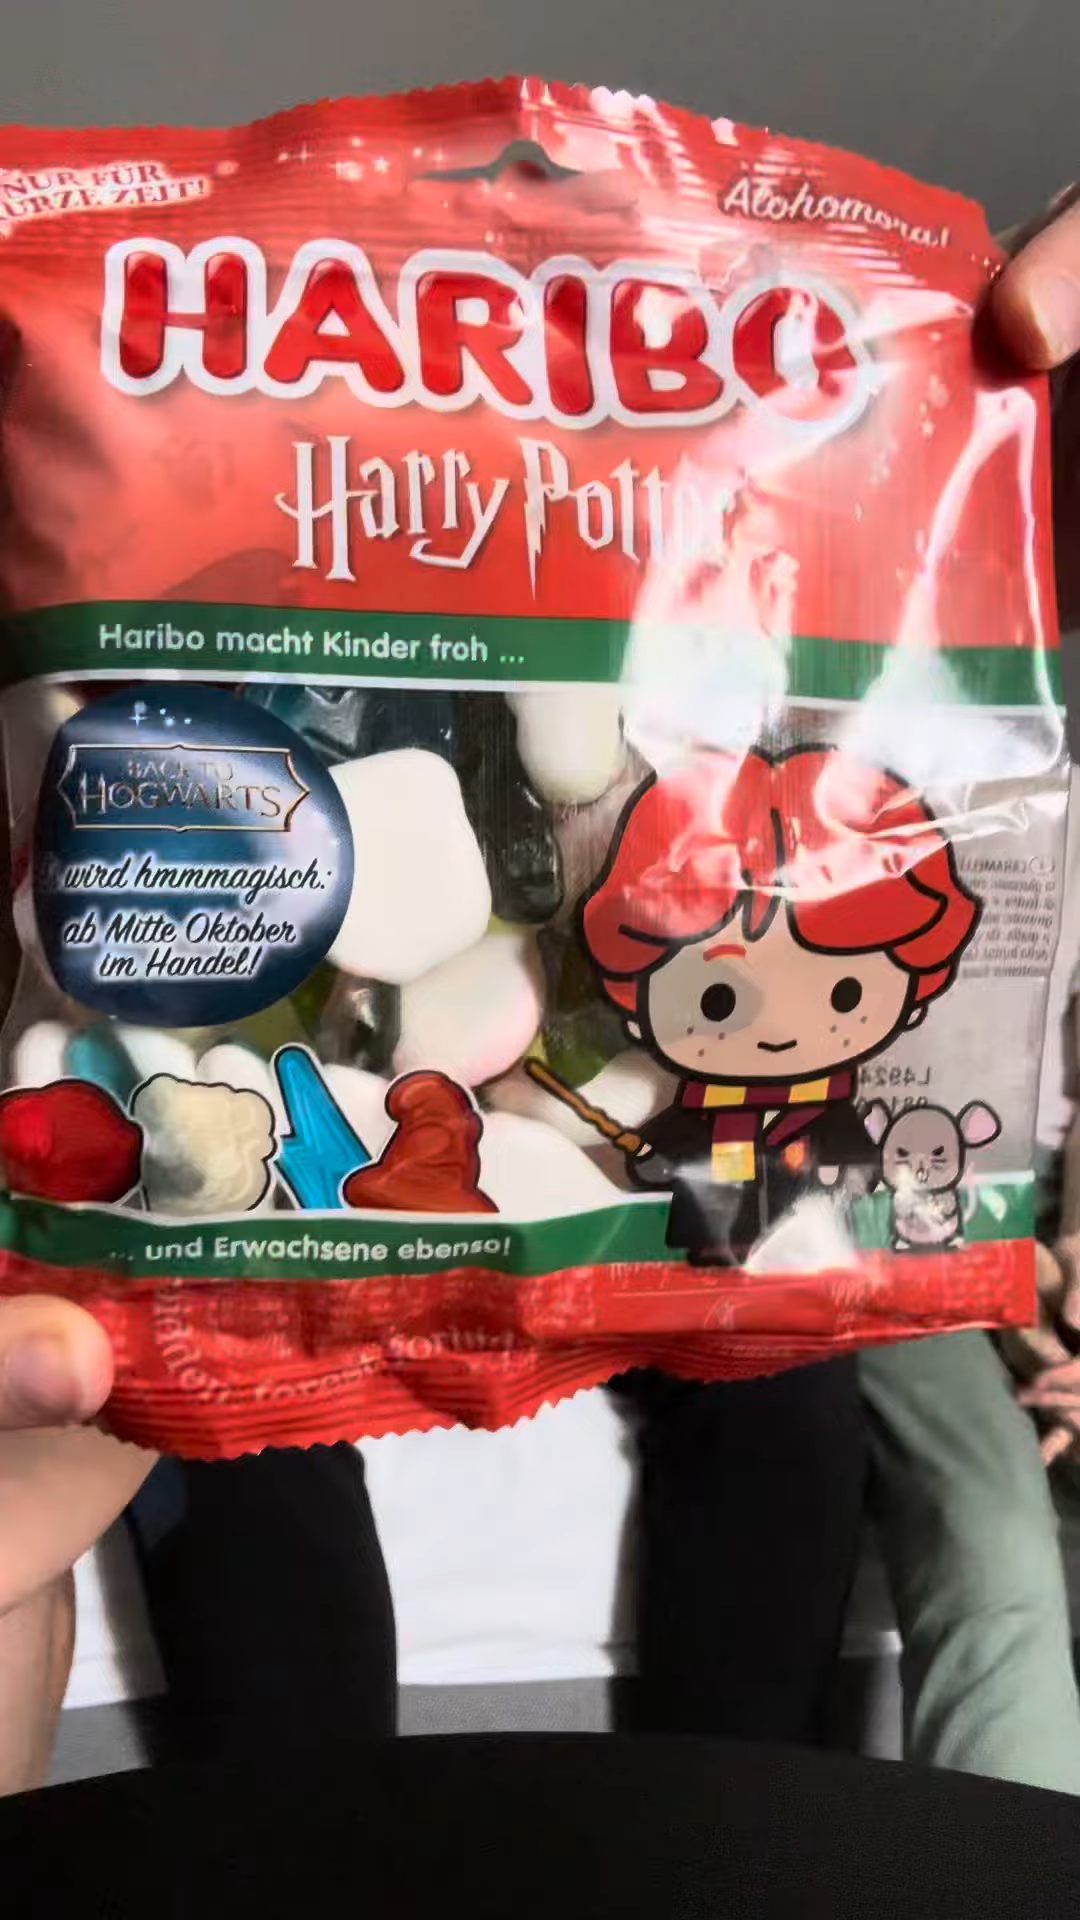 NUR FÜR
KURZE ZEIT!
Alohomora!
HARIBO
Harry Potter
Haribo macht Kinder froh ...
BACK TO
HOGWARTS
wird hmmmagisch:
ab Mitte Oktober
im Handel!
... und Erwachsene ebenso!